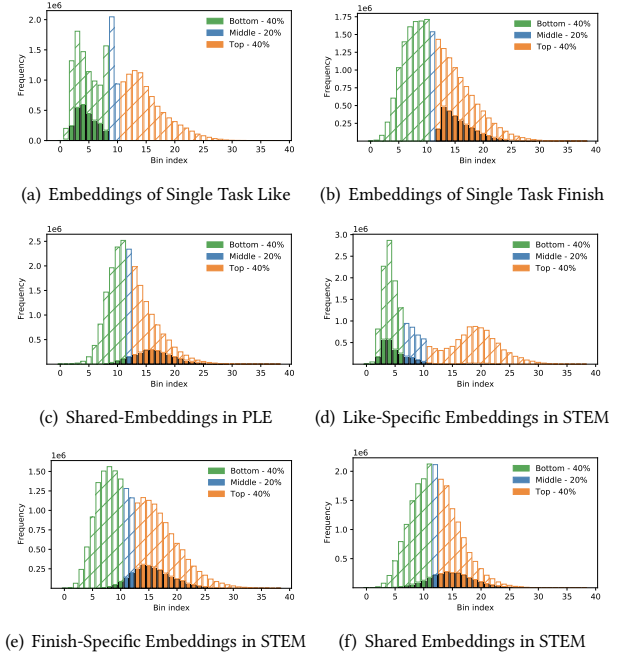 1e6
2.0
1.5
1.0
0.5
0.0
Frequency
Bottom - 40%
Middle - 20%
Top - 40%
0 5 10 15 20 25 30 35 40
Bin index
(a) Embeddings of Single Task Like
1e6
1.75
1.50
1.25
1.00
0.75
0.50
0.25
Frequency
Bottom - 40%
Middle - 20%
Top - 40%
0 5 10 15 20 25 30 35 40
Bin index
(b) Embeddings of Single Task Finish
1e6
2.5
2.0
1.5
1.0
0.5
Frequency
Bottom - 40%
Middle - 20%
Top - 40%
0 5 10 15 20 25 30 35 40
Bin index
(c) Shared-Embeddings in PLE
1e6
3.0
2.5
2.0
1.5
1.0
0.5
Frequency
Bottom - 40%
Middle - 20%
Top - 40%
0 5 10 15 20 25 30 35 40
Bin index
(d) Like-Specific Embeddings in STEM
1e6
1.50
1.25
1.00
0.75
0.50
0.25
Frequency
Bottom - 40%
Middle - 20%
Top - 40%
0 5 10 15 20 25 30 35 40
Bin index
(e) Finish-Specific Embeddings in STEM
1e6
2.0
1.5
1.0
0.5
Frequency
Bottom - 40%
Middle - 20%
Top - 40%
0 5 10 15 20 25 30 35 40
Bin index
(f) Shared Embeddings in STEM